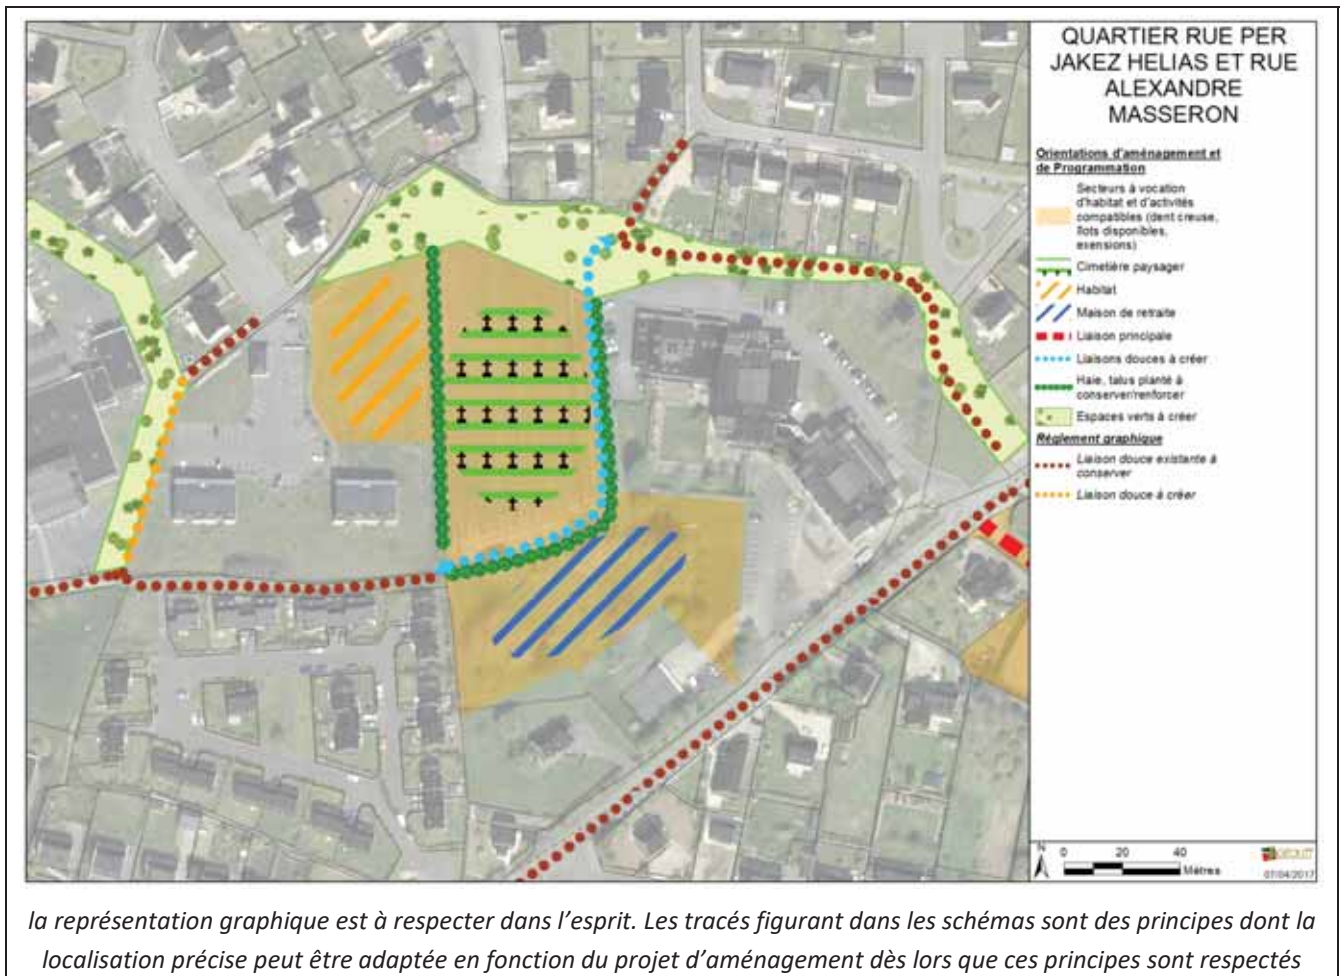 QUARTIER RUE PER
JAKEZ HELIAS ET RUE
ALEXANDRE
MASSERON
Orientations d'aménagement et
de Programmation
Secteurs à vocation
d'habitat et d'activités
compatibles (dent creuse,
îlots disponibles,
exensions)
Cimetière paysager
Habitat
Maison de retraite
Liaison principale
Liaisons douces à créer
Haie, talus planté à
conserver/renforcer
Espaces verts à créer
Règlement graphique
Liaison douce existante à
conserver
Liaison douce à créer
N
0 20 40
Mètres
07/04/2017
la représentation graphique est à respecter dans l'esprit. Les tracés figurant dans les schémas sont des principes dont la
localisation précise peut être adaptée en fonction du projet d'aménagement dès lors que ces principes sont respectés